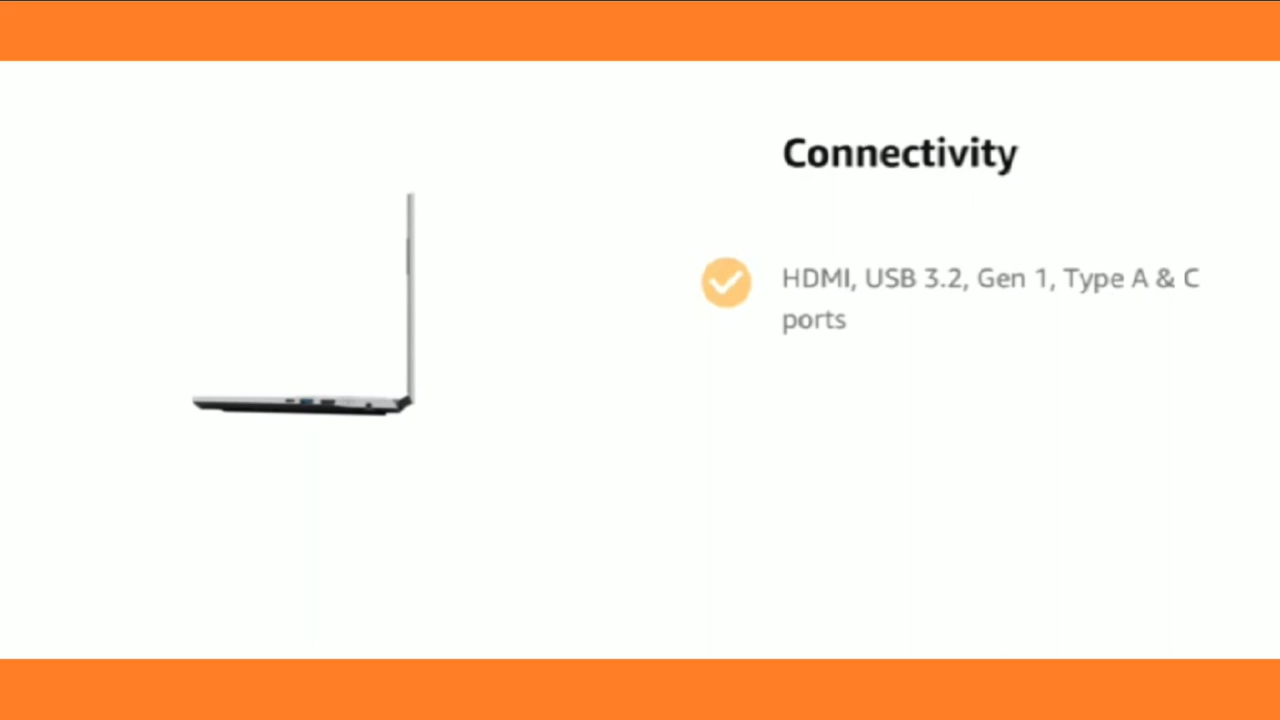 Connectivity
HDMI, USB 3.2, Gen 1, Type A & C
ports